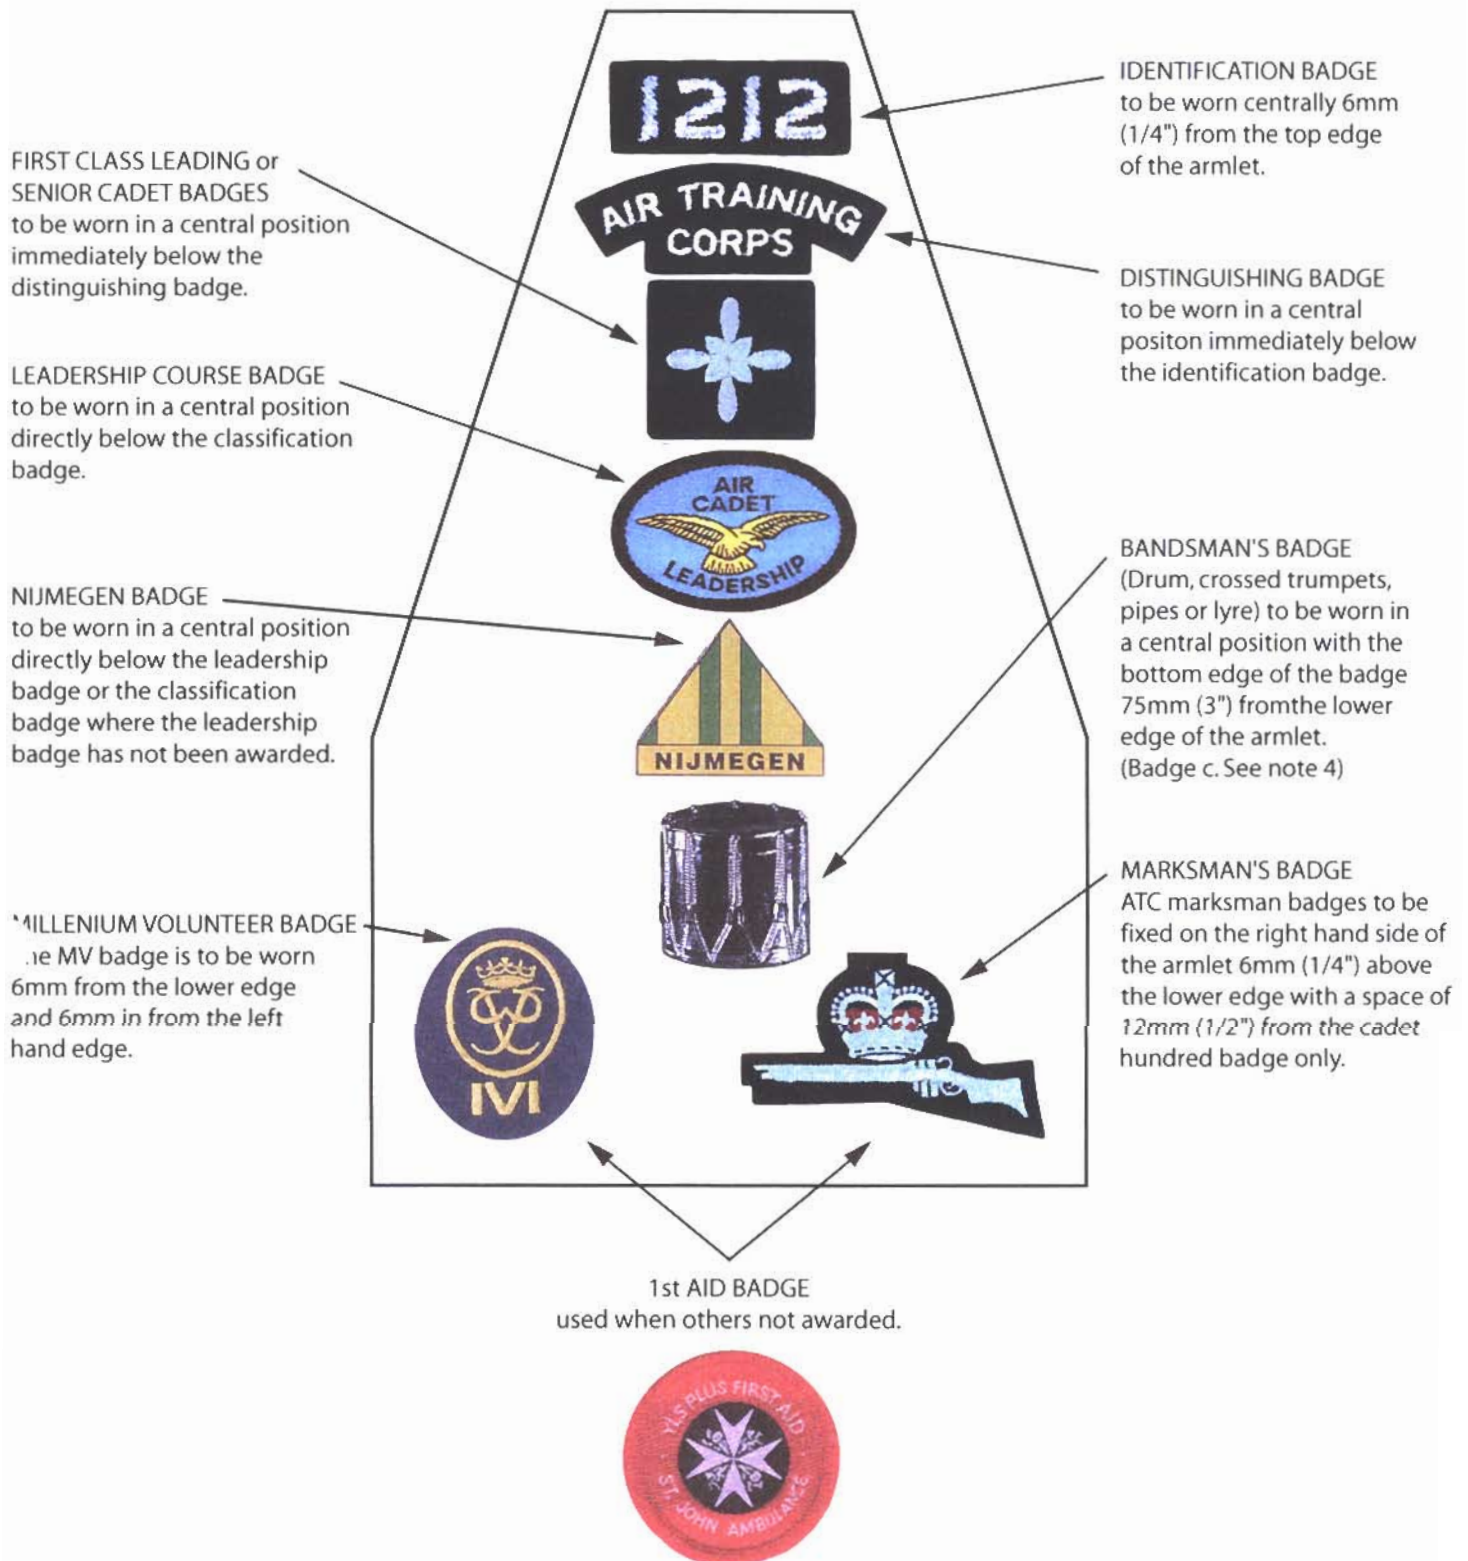 1212
AIR TRAINING
CORPS
IDENTIFICATION BADGE
to be worn centrally 6mm
(1/4") from the top edge
of the armlet.
FIRST CLASS LEADING or
SENIOR CADET BADGES
to be worn in a central position
immediately below the
distinguishing badge.
DISTINGUISHING BADGE
to be worn in a central
positon immediately below
the identification badge.
LEADERSHIP COURSE BADGE
to be worn in a central position
directly below the classification
badge.
AIR
CADET
LEADERSHIP
BANDSMAN'S BADGE
(Drum, crossed trumpets,
pipes or lyre) to be worn in
a central position with the
bottom edge of the badge
75mm (3") fromthe lower
edge of the armlet.
(Badge c. See note 4)
NIJMEGEN BADGE
to be worn in a central position
directly below the leadership
badge or the classification
badge where the leadership
badge has not been awarded.
NIJMEGEN
MARKSMAN'S BADGE
ATC marksman badges to be
fixed on the right hand side of
the armlet 6mm (1/4") above
the lower edge with a space of
12mm (1/2") from the cadet
hundred badge only.
MILLENIUM VOLUNTEER BADGE
MV badge is to be worn
6mm from the lower edge
and 6mm in from the left
hand edge.
IVI
1st AID BADGE
used when others not awarded.
YLS PLUS FIRST AID
ST. JOHN AMBULANCE